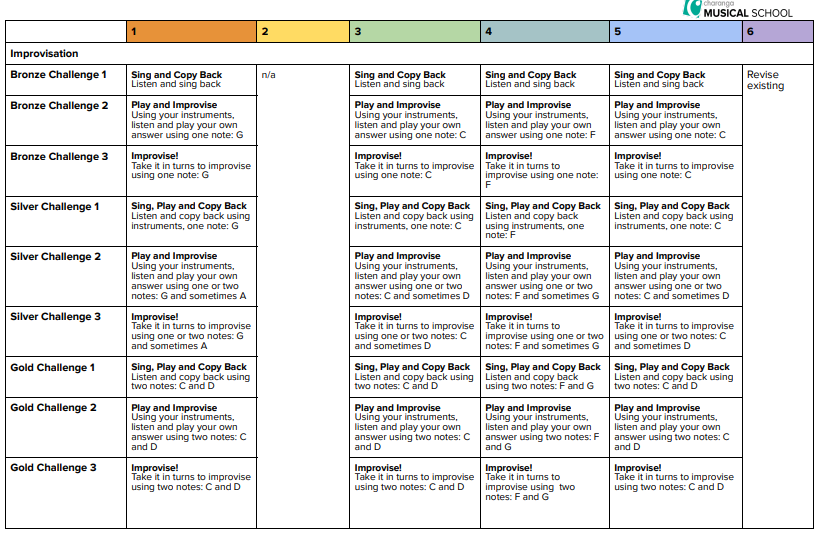 charanga
MUSICAL SCHOOL
1 2 3 4 5 6
Improvisation
Bronze Challenge 1
Sing and Copy Back
Listen and sing back
n/a
Sing and Copy Back
Listen and sing back
Sing and Copy Back
Listen and sing back
Sing and Copy Back
Listen and sing back
Revise
existing
Bronze Challenge 2
Play and Improvise
Using your instruments,
listen and play your own
answer using one note: G
Play and Improvise
Using your instruments,
listen and play your own
answer using one note: C
Play and Improvise
Using your instruments,
listen and play your own
answer using one note: F
Play and Improvise
Using your instruments,
listen and play your own
answer using one note: C
Bronze Challenge 3
Improvise!
Take it in turns to improvise
using one note: G
Improvise!
Take it in turns to improvise
using one note: C
Improvise!
Take it in turns to
improvise using one note:
F
Improvise!
Take it in turns to improvise
using one note: C
Silver Challenge 1
Sing, Play and Copy Back
Listen and copy back using
instruments, one note: G
Sing, Play and Copy Back
Listen and copy back using
instruments, one note: C
Sing, Play and Copy Back
Listen and copy back
using instruments, one
note: F
Sing, Play and Copy Back
Listen and copy back using
instruments, one note: C
Silver Challenge 2
Play and Improvise
Using your instruments,
listen and play your own
answer using one or two
notes: G and sometimes A
Play and Improvise
Using your instruments,
listen and play your own
answer using one or two
notes: C and sometimes D
Play and Improvise
Using your instruments,
listen and play your own
answer using one or two
notes: F and sometimes G
Play and Improvise
Using your instruments,
listen and play your own
answer using one or two
notes: C and sometimes D
Silver Challenge 3
Improvise!
Take it in turns to improvise
using one or two notes: G
and sometimes A
Improvise!
Take it in turns to improvise
using one or two notes: C
and sometimes D
Improvise!
Take it in turns to
improvise using one or two
notes: F and sometimes G
Improvise!
Take it in turns to improvise
using one or two notes: C
and sometimes D
Gold Challenge 1
Sing, Play and Copy Back
Listen and copy back using
two notes: C and D
Sing, Play and Copy Back
Listen and copy back using
two notes: C and D
Sing, Play and Copy Back
Listen and copy back
using two notes: F and G
Sing, Play and Copy Back
Listen and copy back using
two notes: C and D
Gold Challenge 2
Play and Improvise
Using your instruments,
listen and play your own
answer using two notes: C
and D
Play and Improvise
Using your instruments,
listen and play your own
answer using two notes: C
and D
Play and Improvise
Using your instruments,
listen and play your own
answer using two notes: F
and G
Play and Improvise
Using your instruments,
listen and play your own
answer using two notes: C
and D
Gold Challenge 3
Improvise!
Take it in turns to improvise
using two notes: C and D
Improvise!
Take it in turns to improvise
using two notes: C and D
Improvise!
Take it in turns to
improvise using two
notes: F and G
Improvise!
Take it in turns to improvise
using two notes: C and D